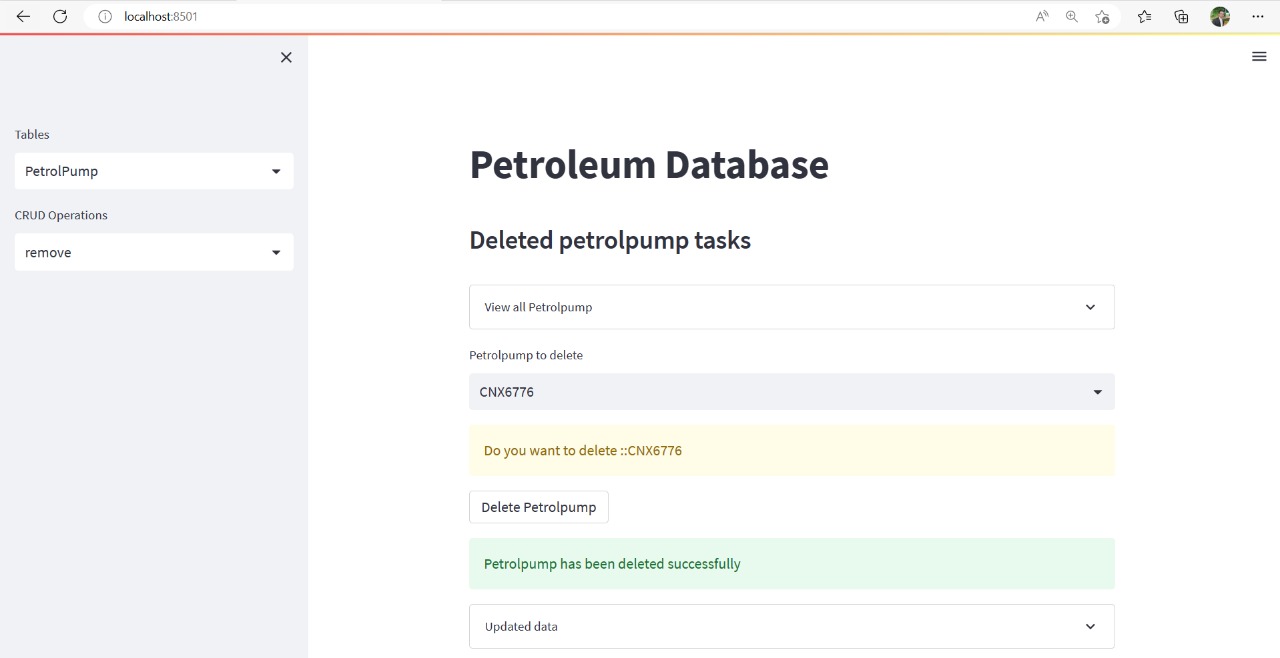 localhost:8501
Tables
PetrolPump
CRUD Operations
remove
Petroleum Database
Deleted petrolpump tasks
View all Petrolpump
Petrolpump to delete
CNX6776
Do you want to delete ::CNX6776
Delete Petrolpump
Petrolpump has been deleted successfully
Updated data